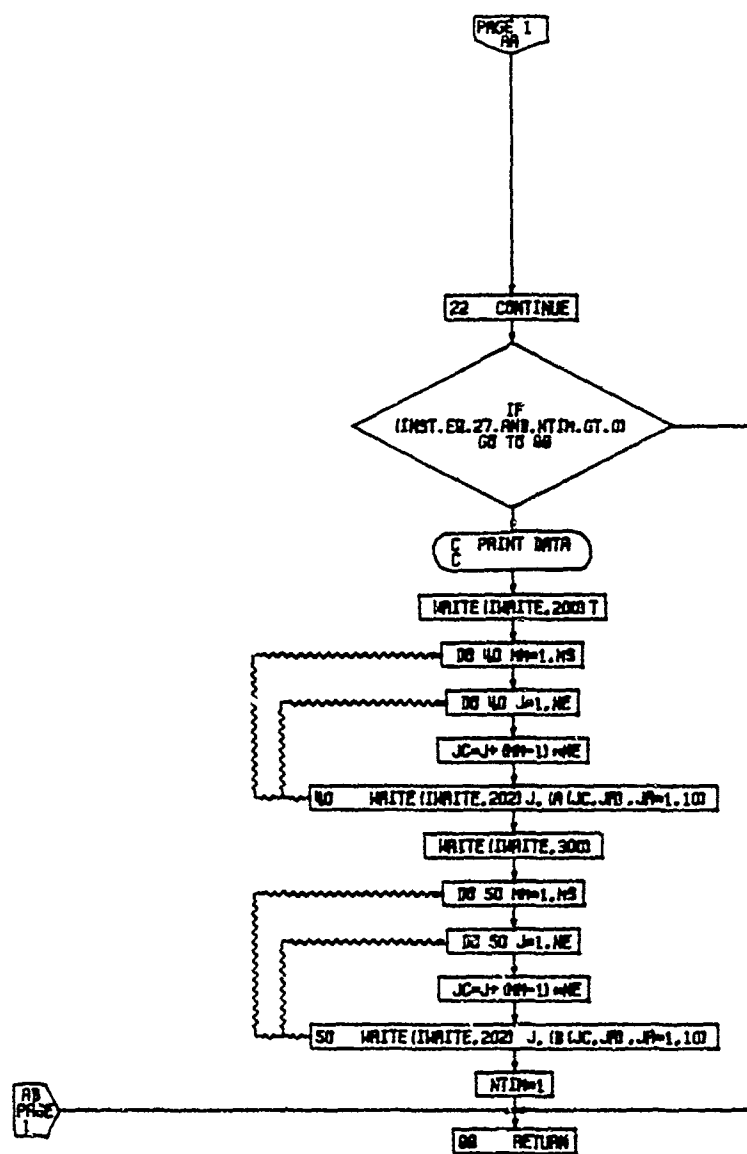 PAGE 1
AA
22 CONTINUE
IF
(INST.EQ.27.AND.NTIM.GT.0)
GO TO
C PRINT DATA
C
WRITE(IWRITE,200)T
DO 40 MM=1,NS
DO 40 J=1,NE
JC=J+(MM-1)*NE
40 WRITE(IWRITE,202)J,(A(JC,JA),JA=1,10)
WRITE(IWRITE,300)
DO 50 MM=1,NS
DO 50 J=1,NE
JC=J+(MM-1)*NE
50 WRITE(IWRITE,202) J,(B(JC,JA),JA=1,10)
NTIM=1
AB
PAGE
1
RETURN